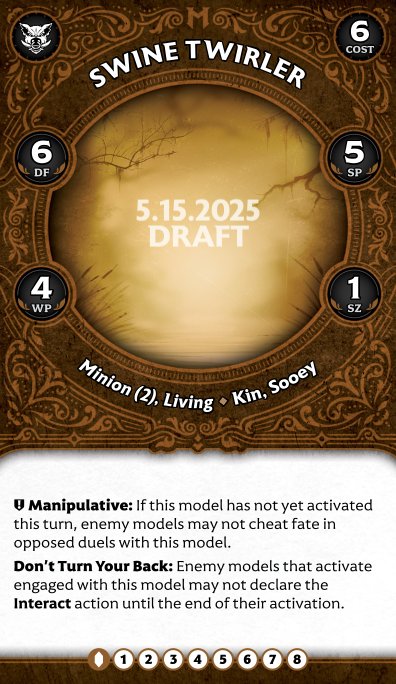 SWINE TWIRLER
6
COST
6
DF
5
SP
5.15.2025
DRAFT
4
WP
1
SZ
Minion (2), Living • Kin, Sooey
Manipulative: If this model has not yet activated
this turn, enemy models may not cheat fate in
opposed duels with this model.
Don't Turn Your Back: Enemy models that activate
engaged with this model may not declare the
Interact action until the end of their activation.
1 2 3 4 5 6 7 8